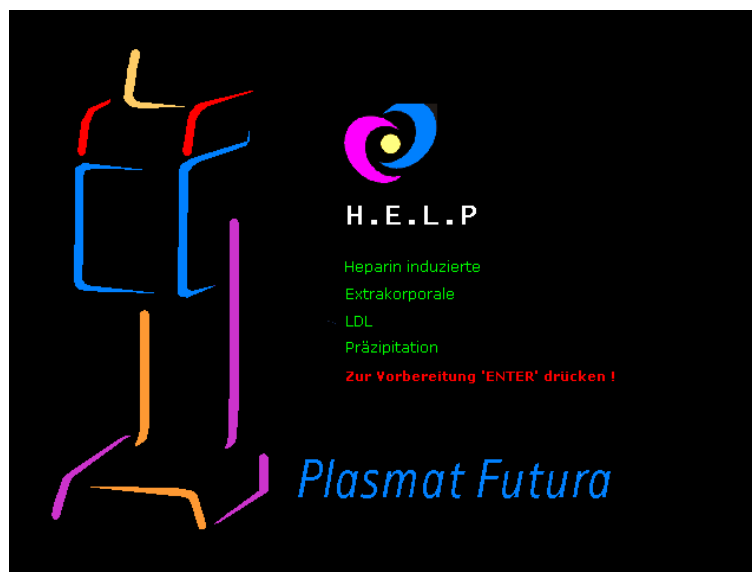 H.E.L.P
Heparin induzierte
Extrakorporale
LDL
Präzipitation
Zur Vorbereitung 'ENTER' drücken !
Plasmat Futura